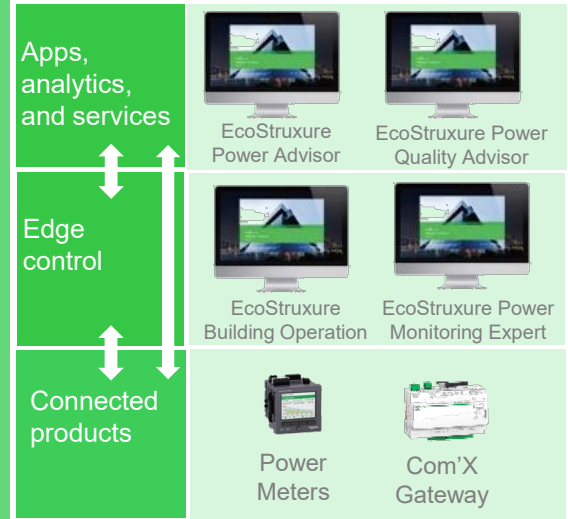 Apps,
analytics,
and services
EcoStruxure
Power Advisor
EcoStruxure Power
Quality Advisor
Edge
control
EcoStruxure
Building Operation
EcoStruxure Power
Monitoring Expert
Connected
products
Power
Meters
Com'X
Gateway